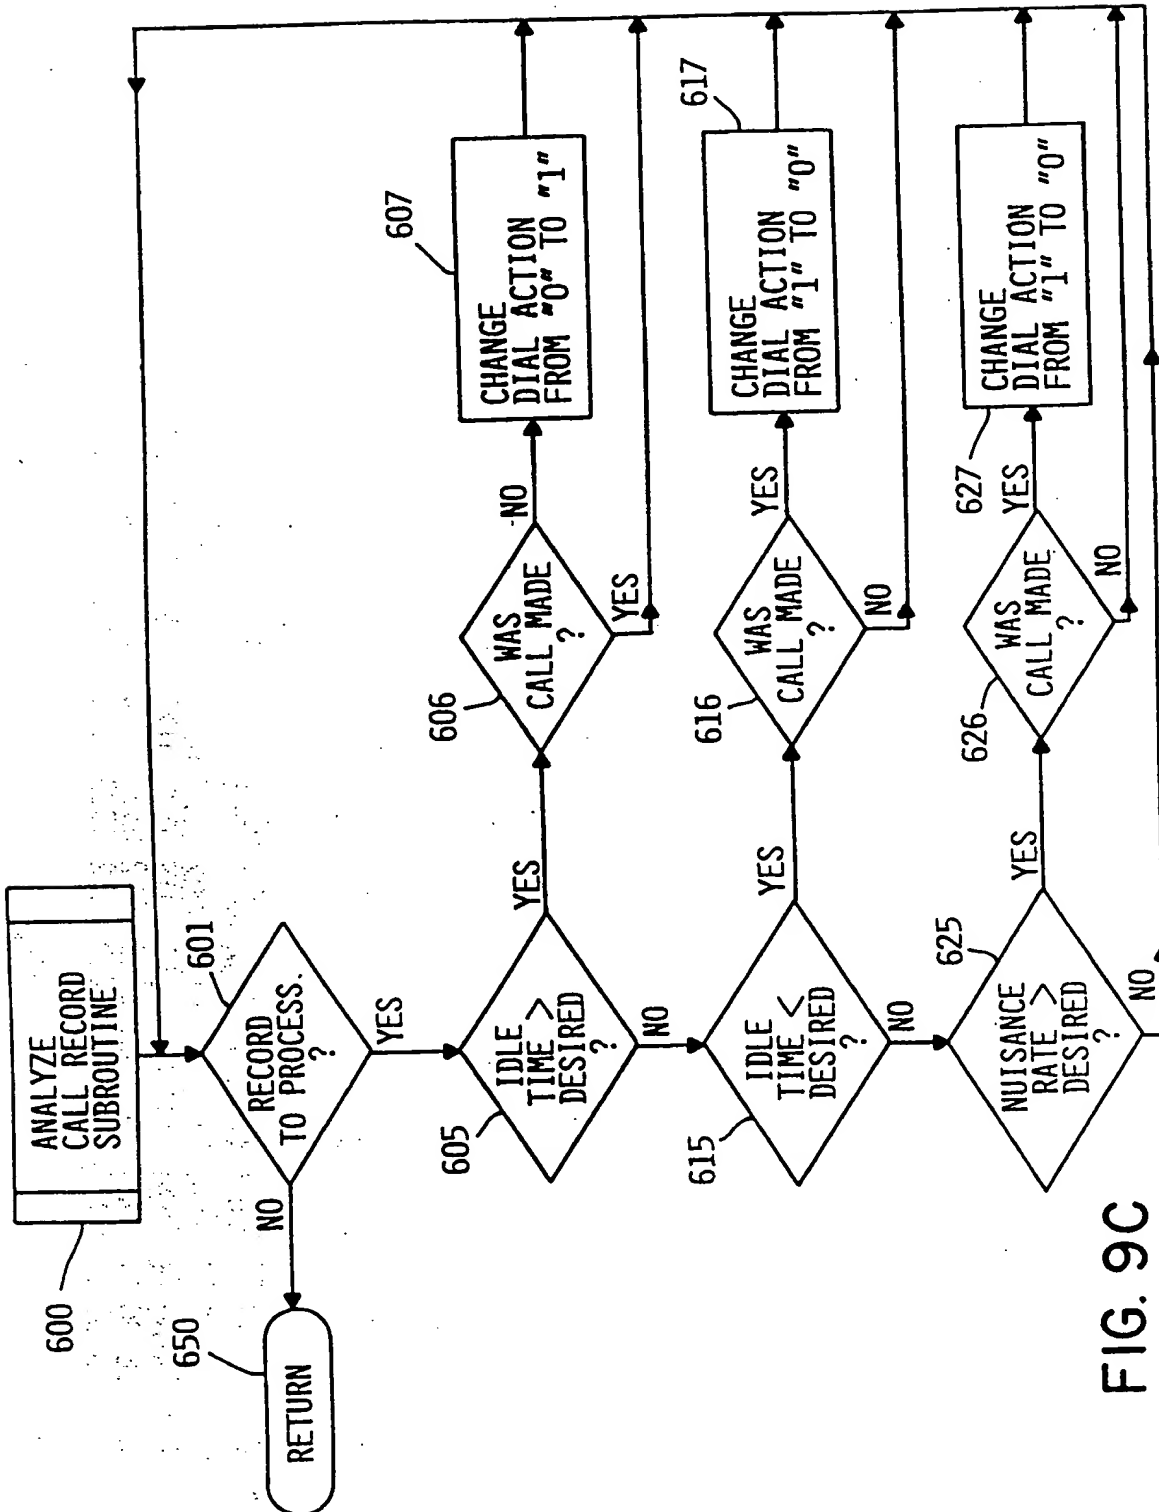 600
ANALYZE
CALL RECORD
SUBROUTINE
601
RECORD
TO PROCESS.
?
NO
650
RETURN
YES
605
IDLE
TIME >
DESIRED
?
YES
606
WAS
CALL MADE
?
NO
YES
607
CHANGE
DIAL ACTION
FROM "0" TO "1"
NO
615
IDLE
TIME <
DESIRED
?
YES
616
WAS
CALL MADE
?
YES
NO
617
CHANGE
DIAL ACTION
FROM "1" TO "0"
NO
625
NUISANCE
RATE >
DESIRED
?
YES
626
WAS
CALL MADE
?
YES
NO
627
CHANGE
DIAL ACTION
FROM "1" TO "0"
NO
FIG. 9C